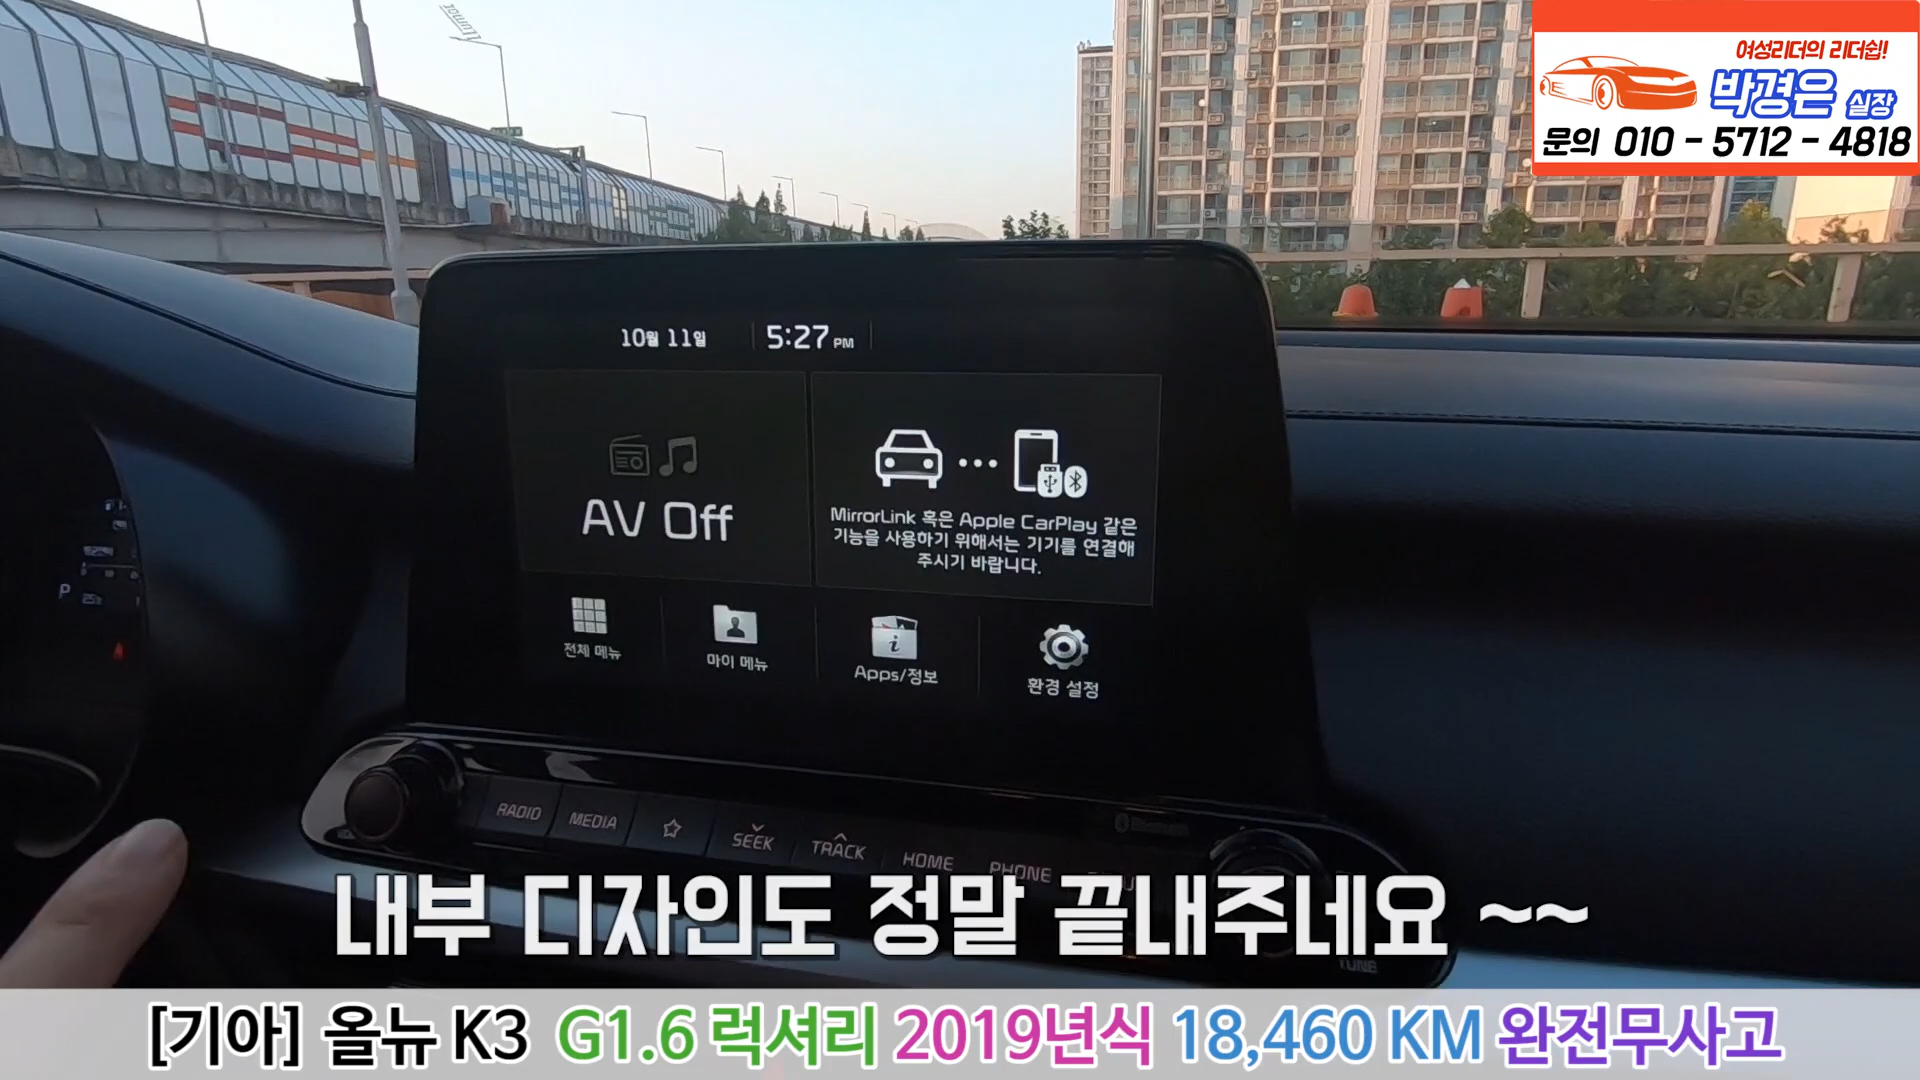 여성리더의 리더쉽!
박경은 실장
문의 010 - 5712 - 4818
10월 11일 5:27 PM
AV Off
MirrorLink 혹은 Apple CarPlay 같은
기능을 사용하기 위해서는 기기를 연결해
주시기 바랍니다.
전체 메뉴
마이 메뉴
Apps/정보
환경 설정
P
RADIO
MEDIA
SEEK
TRACK
HOME
PHONE
TUNE
내부 디자인도 정말 끝내주네요 ~~
[기아] 올뉴 K3 G1.6 럭셔리 2019년식 18,460 KM 완전무사고